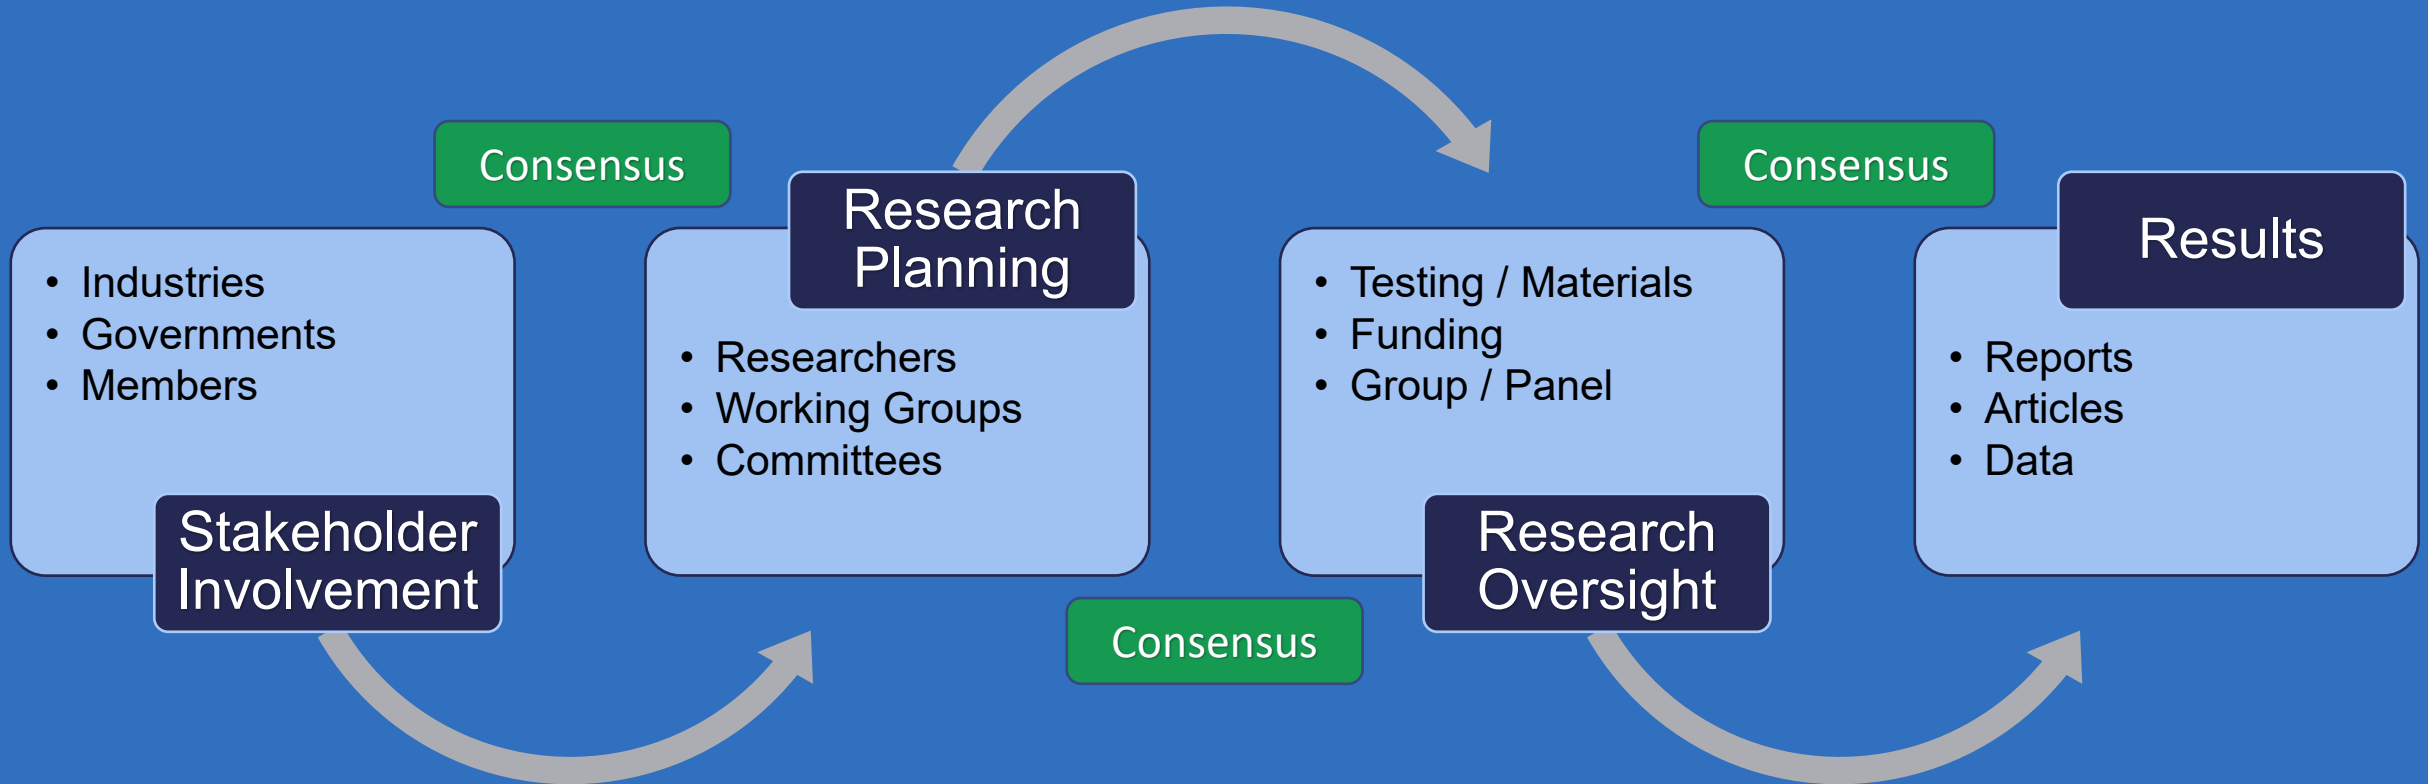 • Industries
• Governments
• Members
Stakeholder
Involvement
Consensus
Research
Planning
• Researchers
• Working Groups
• Committees
Consensus
• Testing / Materials
• Funding
• Group / Panel
Research
Oversight
Consensus
Results
• Reports
• Articles
• Data